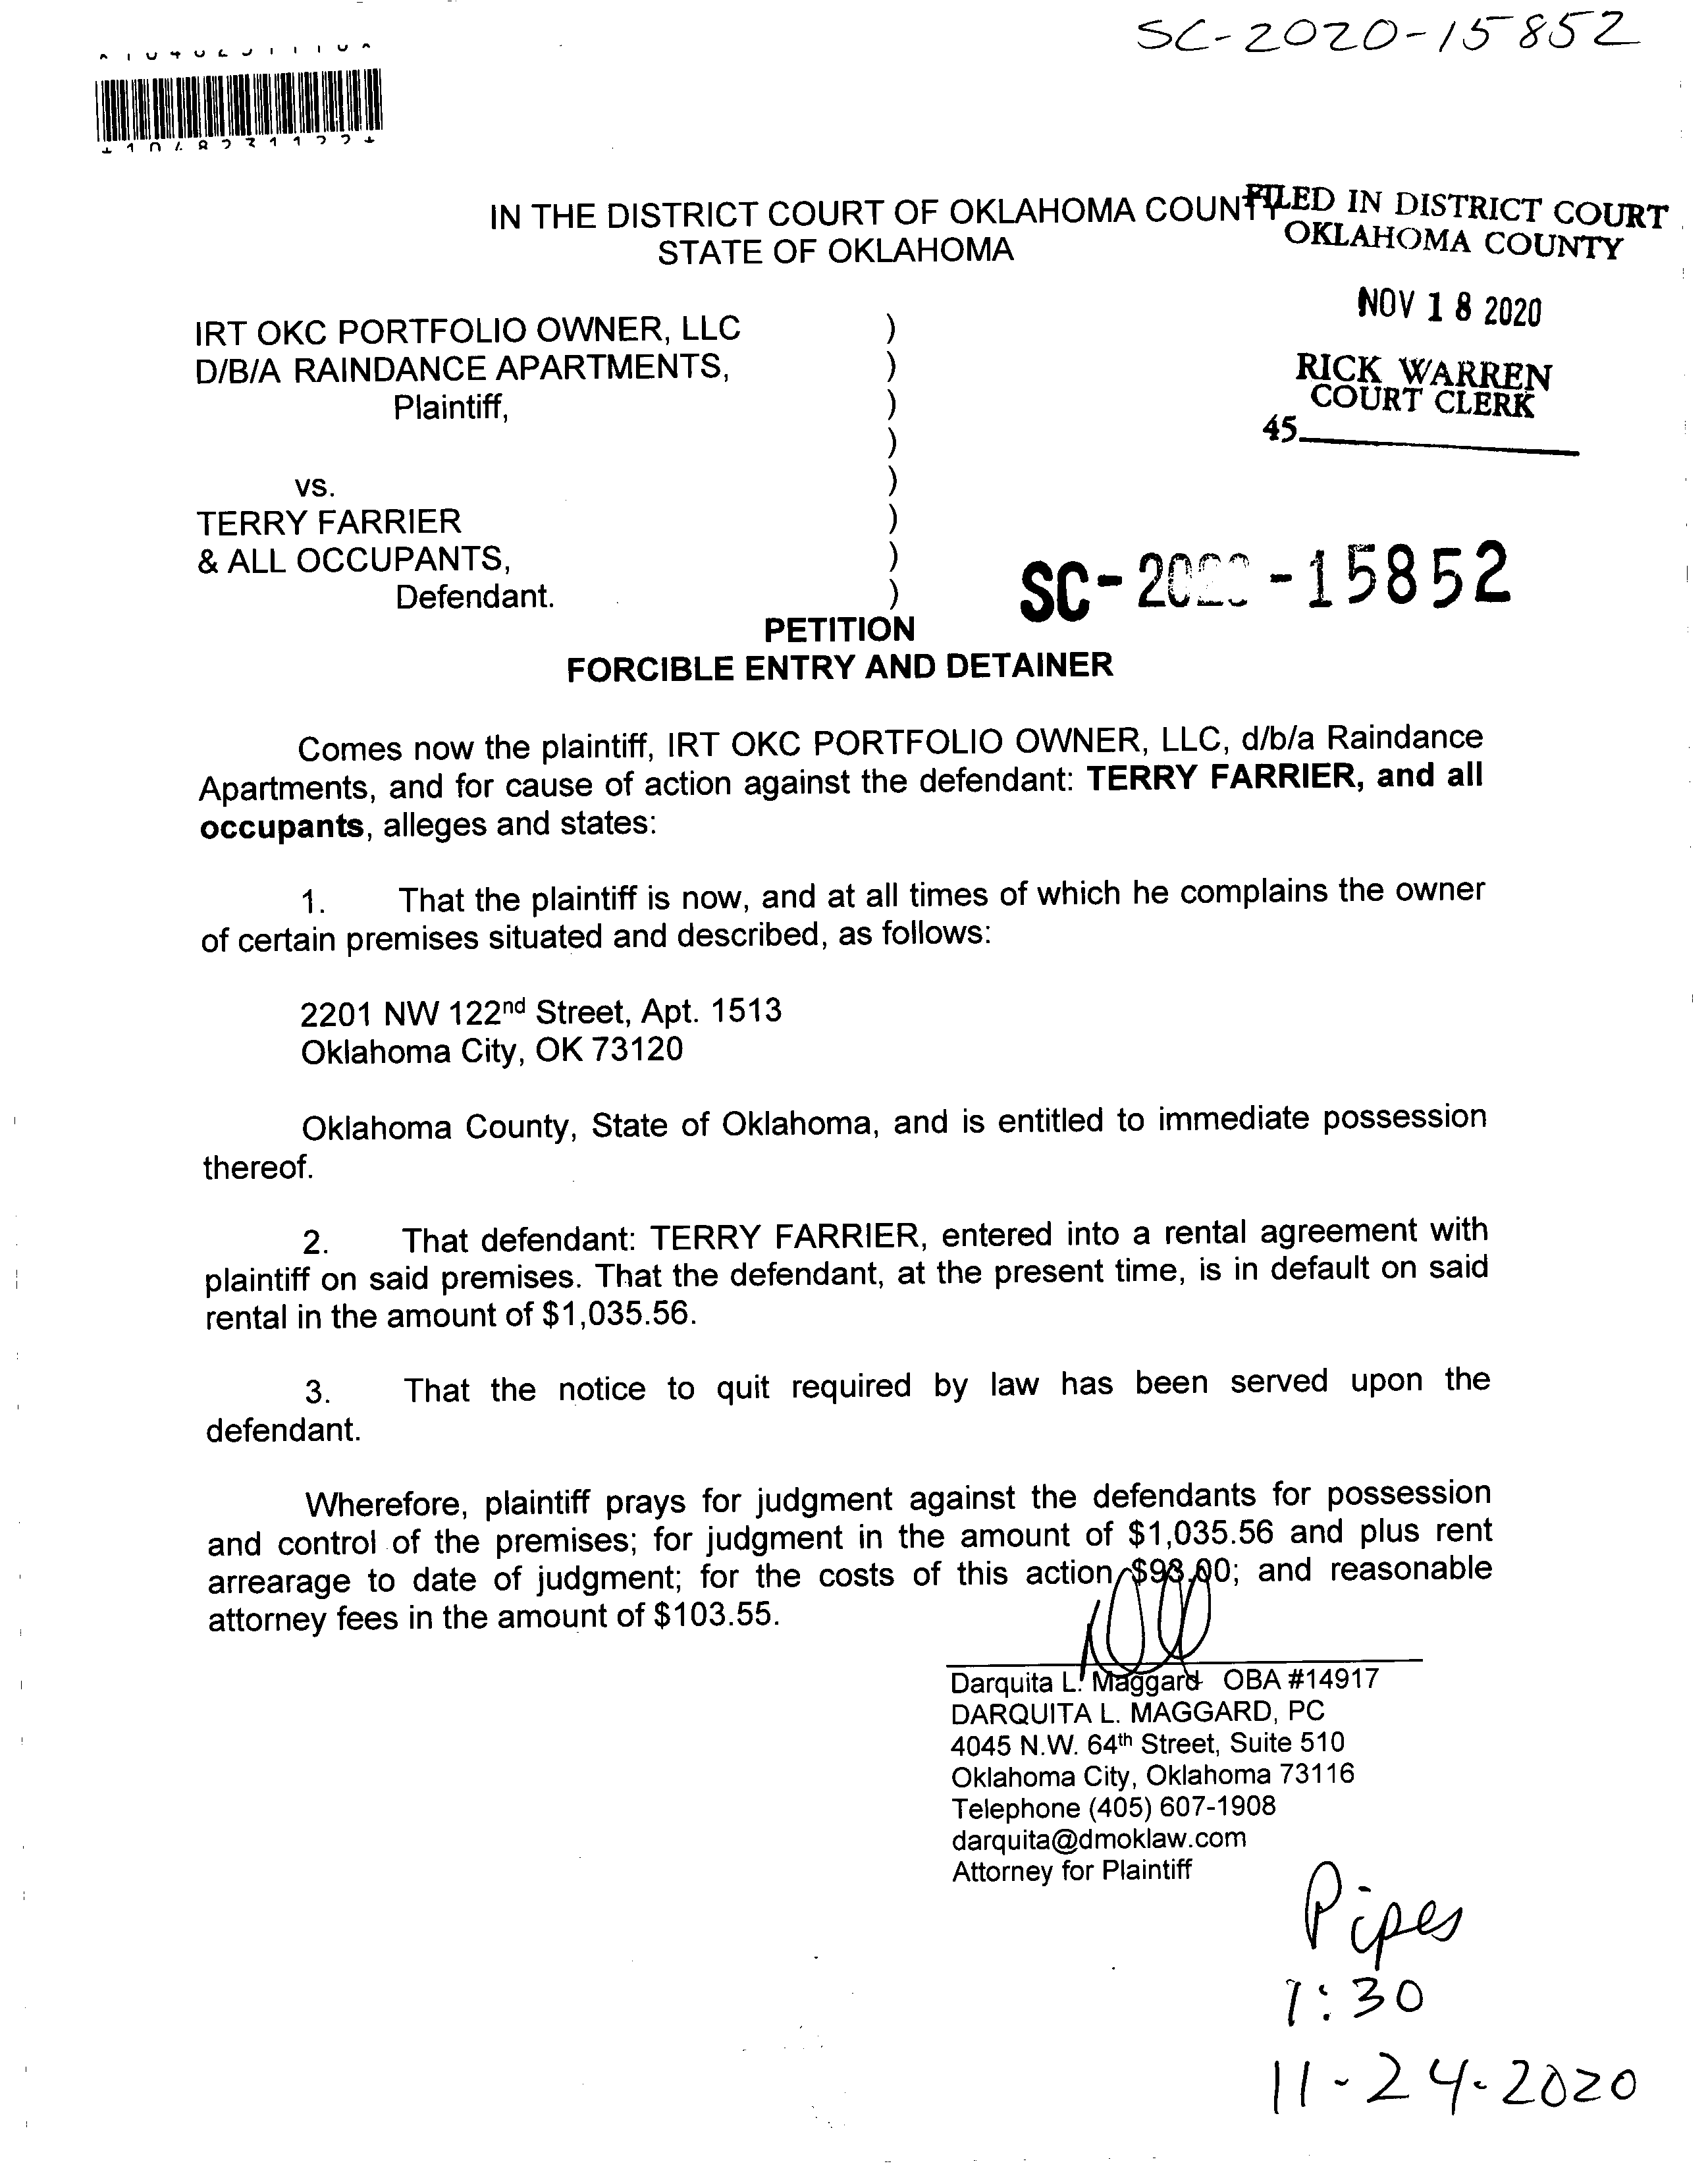 SC-2020-15852
IN THE DISTRICT COURT OF OKLAHOMA COUNTY
STATE OF OKLAHOMA
FILED IN DISTRICT COURT
OKLAHOMA COUNTY
NOV 18 2020
RICK WARREN
COURT CLERK
45
IRT OKC PORTFOLIO OWNER, LLC )
D/B/A RAINDANCE APARTMENTS, )
Plaintiff, )
)
vs. )
TERRY FARRIER )
& ALL OCCUPANTS, )
Defendant. )
SC-2020-15852
PETITION
FORCIBLE ENTRY AND DETAINER
Comes now the plaintiff, IRT OKC PORTFOLIO OWNER, LLC, d/b/a Raindance
Apartments, and for cause of action against the defendant: TERRY FARRIER, and all
occupants, alleges and states:
1. That the plaintiff is now, and at all times of which he complains the owner
of certain premises situated and described, as follows:
2201 NW 122nd Street, Apt. 1513
Oklahoma City, OK 73120
Oklahoma County, State of Oklahoma, and is entitled to immediate possession
thereof.
2. That defendant: TERRY FARRIER, entered into a rental agreement with
plaintiff on said premises. That the defendant, at the present time, is in default on said
rental in the amount of $1,035.56.
3. That the notice to quit required by law has been served upon the
defendant.
Wherefore, plaintiff prays for judgment against the defendants for possession
and control of the premises; for judgment in the amount of $1,035.56 and plus rent
arrearage to date of judgment; for the costs of this action $93.00; and reasonable
attorney fees in the amount of $103.55.
Darquita L. Maggard OBA #14917
DARQUITA L. MAGGARD, PC
4045 N.W. 64th Street, Suite 510
Oklahoma City, Oklahoma 73116
Telephone (405) 607-1908
darquita@dmoklaw.com
Attorney for Plaintiff
Pipes
1:30
11-24-2020